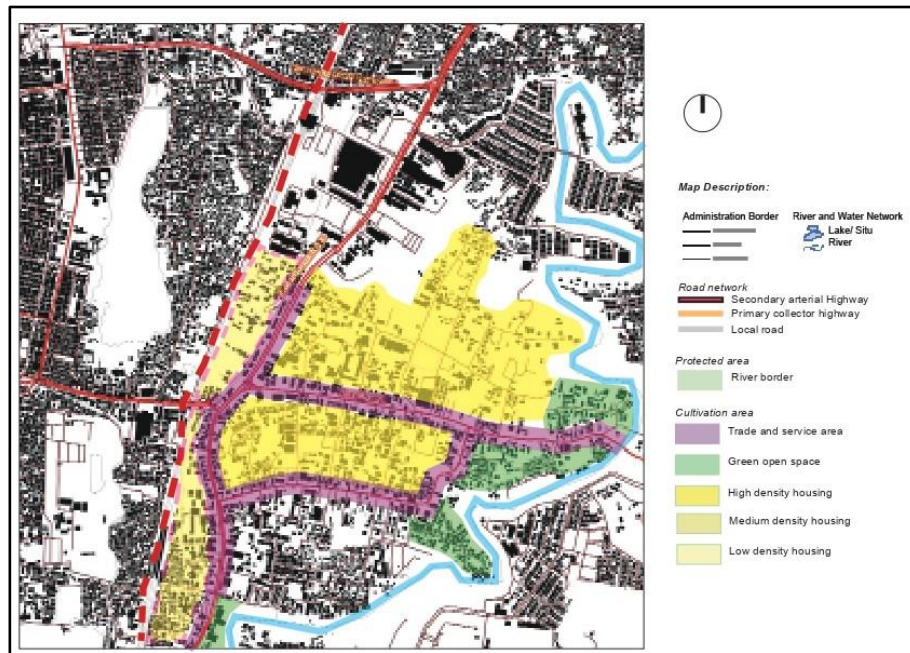 Map Description:
Administration Border
River and Water Network
Lake/ Situ
River
Road network
Secondary arterial Highway
Primary collector highway
Local road
Protected area
River border
Cultivation area
Trade and service area
Green open space
High density housing
Medium density housing
Low density housing